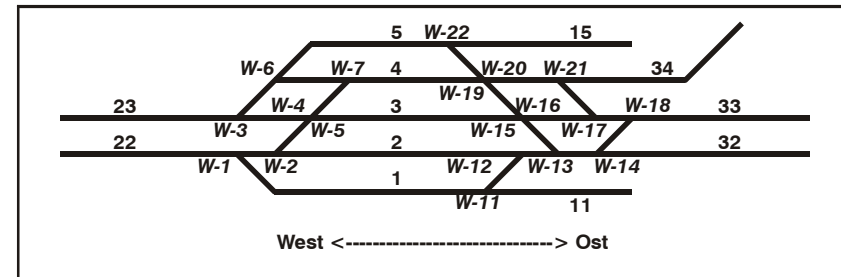 5 W-22 15
W-6 W-7 4 W-20 W-21 34
W-19
23 W-4 3 W-16 W-18 33
W-3 W-5 W-15 W-17
22 2 32
W-1 W-2 W-12 W-13 W-14
1
W-11 11
West <-------------------------------> Ost